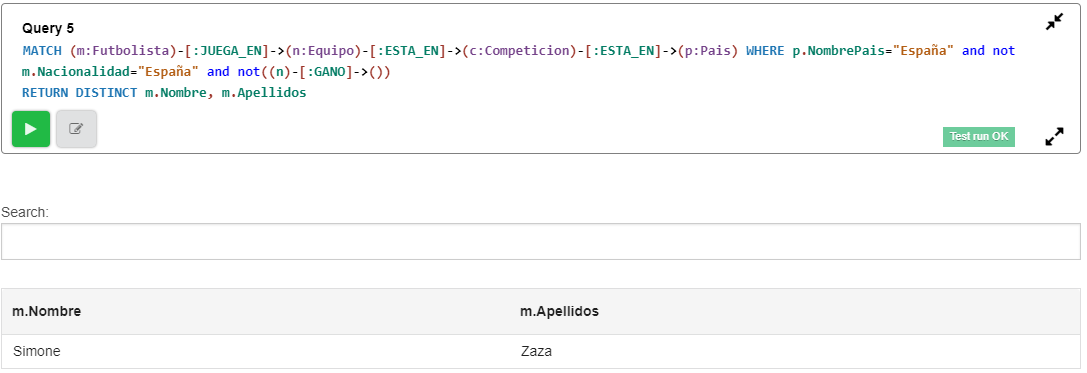 Query 5
MATCH (m:Futbolista)-[:JUEGA_EN]->(n:Equipo)-[:ESTA_EN]->(c:Competicion)-[:ESTA_EN]->(p:Pais) WHERE p.NombrePais="España" and not
m.Nacionalidad="España" and not((n)-[:GANO]->())
RETURN DISTINCT m.Nombre, m.Apellidos
Test run OK
Search:
m.Nombre m.Apellidos
Simone Zaza